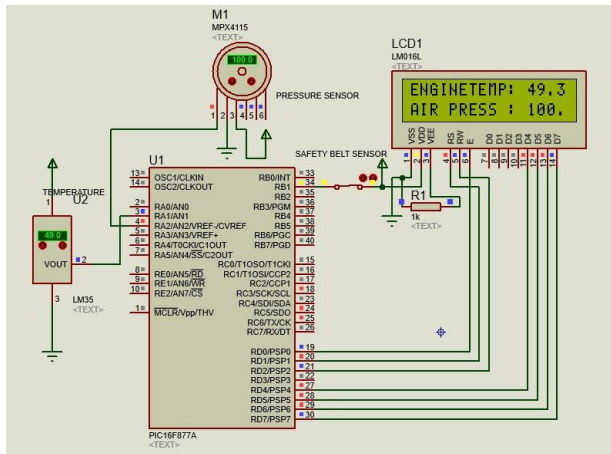 M1
MPX4115
<TEXT>
100.0
1 2 3 4 5 6
PRESSURE SENSOR
LCD1
LM016L
<TEXT>
ENGINETEMP: 49.3
AIR PRESS : 100.
VSS VDD VEE RS RW E D0 D1 D2 D3 D4 D5 D6 D7
1 2 3 4 5 6 7 8 9 10 11 12 13 14
SAFETY BELT SENSOR
R1
1k
<TEXT>
TEMPERATURE
U2
1
49.0
VOUT 2
3
LM35
<TEXT>
U1
13 OSC1/CLKIN RB0/INT 33
14 OSC2/CLKOUT RB1 34
RB2 35
2 RA0/AN0 RB3/PGM 36
3 RA1/AN1 RB4 37
4 RA2/AN2/VREF-/CVREF RB5 38
5 RA3/AN3/VREF+ RB6/PGC 39
6 RA4/T0CKI/C1OUT RB7/PGD 40
7 RA5/AN4/SS/C2OUT
RC0/T1OSO/T1CKI 15
8 RE0/AN5/RD RC1/T1OSI/CCP2 16
9 RE1/AN6/WR RC2/CCP1 17
10 RE2/AN7/CS RC3/SCK/SCL 18
RC4/SDI/SDA 23
1 MCLR/Vpp/THV RC5/SDO 24
RC6/TX/CK 25
RC7/RX/DT 26
RD0/PSP0 19
RD1/PSP1 20
RD2/PSP2 21
RD3/PSP3 22
RD4/PSP4 27
RD5/PSP5 28
RD6/PSP6 29
RD7/PSP7 30
PIC16F877A
<TEXT>